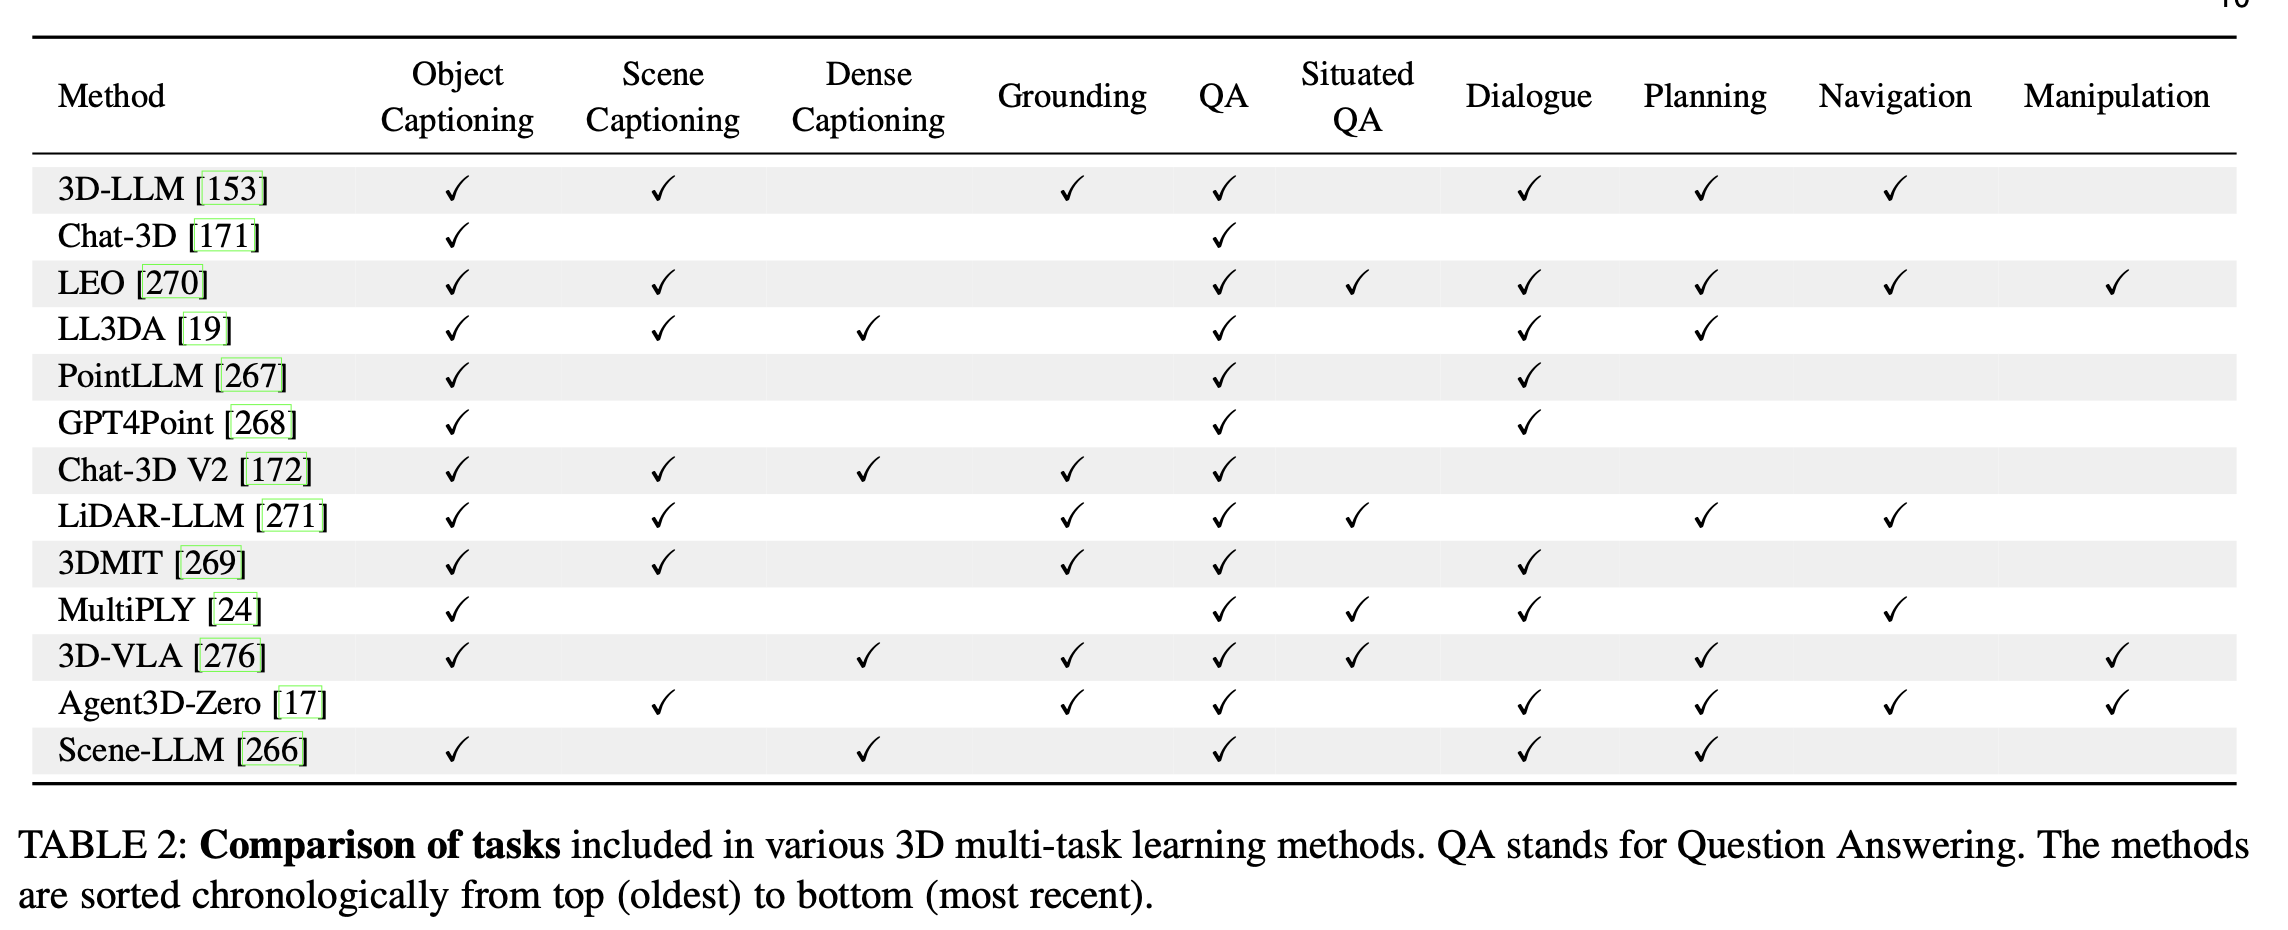 Method Object Captioning Scene Captioning Dense Captioning Grounding QA Situated QA Dialogue Planning Navigation Manipulation
3D-LLM [153] ✓ ✓ ✓ ✓ ✓ ✓ ✓
Chat-3D [171] ✓ ✓
LEO [270] ✓ ✓ ✓ ✓ ✓ ✓ ✓ ✓
LL3DA [19] ✓ ✓ ✓ ✓ ✓ ✓
PointLLM [267] ✓ ✓ ✓
GPT4Point [268] ✓ ✓ ✓
Chat-3D V2 [172] ✓ ✓ ✓ ✓ ✓
LiDAR-LLM [271] ✓ ✓ ✓ ✓ ✓ ✓ ✓
3DMIT [269] ✓ ✓ ✓ ✓ ✓
MultiPLY [24] ✓ ✓ ✓ ✓ ✓
3D-VLA [276] ✓ ✓ ✓ ✓ ✓ ✓ ✓
Agent3D-Zero [17] ✓ ✓ ✓ ✓ ✓ ✓ ✓
Scene-LLM [266] ✓ ✓ ✓ ✓ ✓
TABLE 2: Comparison of tasks included in various 3D multi-task learning methods. QA stands for Question Answering. The methods
are sorted chronologically from top (oldest) to bottom (most recent).